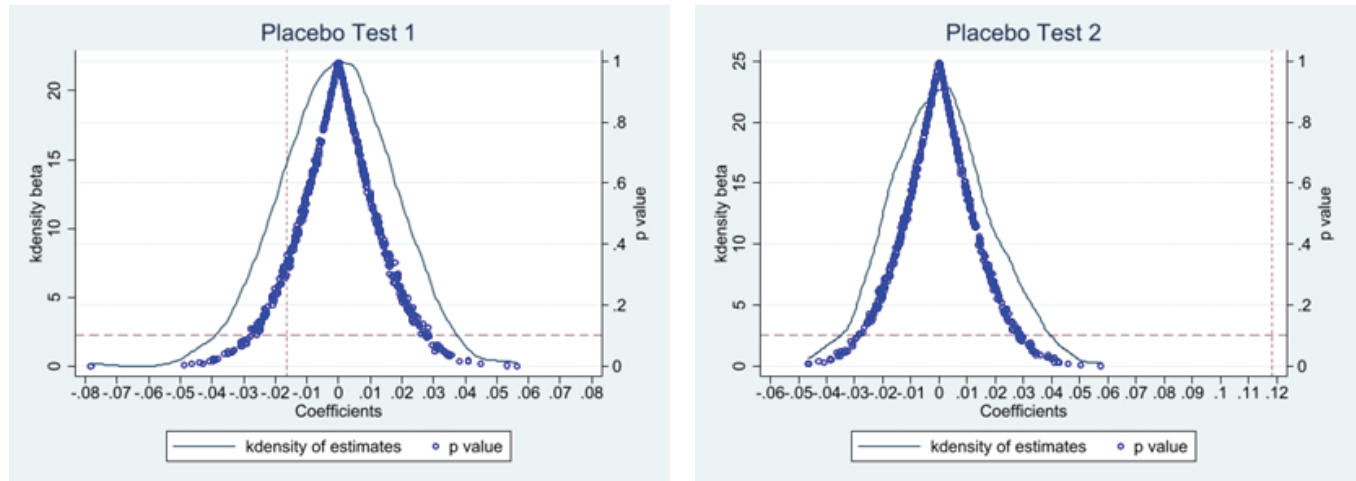 Placebo Test 1
kdensity beta
20
15
10
5
0
1
.8
.6
.4
.2
0
p value
-.08 -.07 -.06 -.05 -.04 -.03 -.02 -.01 0 .01 .02 .03 .04 .05 .06 .07 .08
Coefficients
kdensity of estimates p value
Placebo Test 2
kdensity beta
25
20
15
10
5
0
1
.8
.6
.4
.2
0
p value
-.06 -.05 -.04 -.03 -.02 -.01 0 .01 .02 .03 .04 .05 .06 .07 .08 .09 .1 .11 .12
Coefficients
kdensity of estimates p value